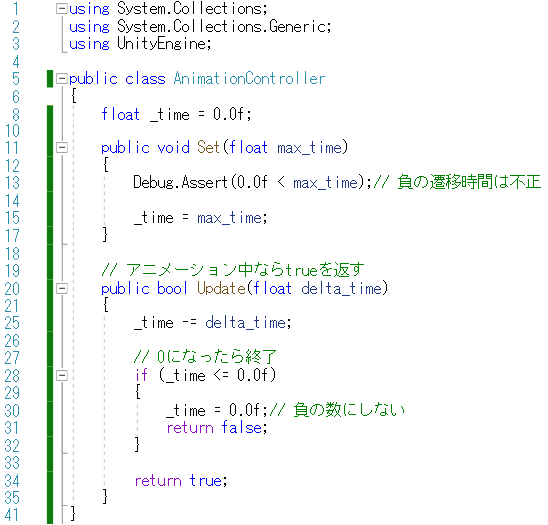 1 using System.Collections;
2 using System.Collections.Generic;
3 using UnityEngine;
4
5 public class AnimationController
6 {
8 float _time = 0.0f;
10
11 public void Set(float max_time)
12 {
13 Debug.Assert(0.0f < max_time);// 負の遷移時間は不正
14
15 _time = max_time;
17 }
18
19 // アニメーション中ならtrueを返す
20 public bool Update(float delta_time)
21 {
25 _time -= delta_time;
26
27 // 0になったら終了
28 if (_time <= 0.0f)
29 {
30 _time = 0.0f;// 負の数にしない
31 return false;
32 }
33
34 return true;
35 }
41 }